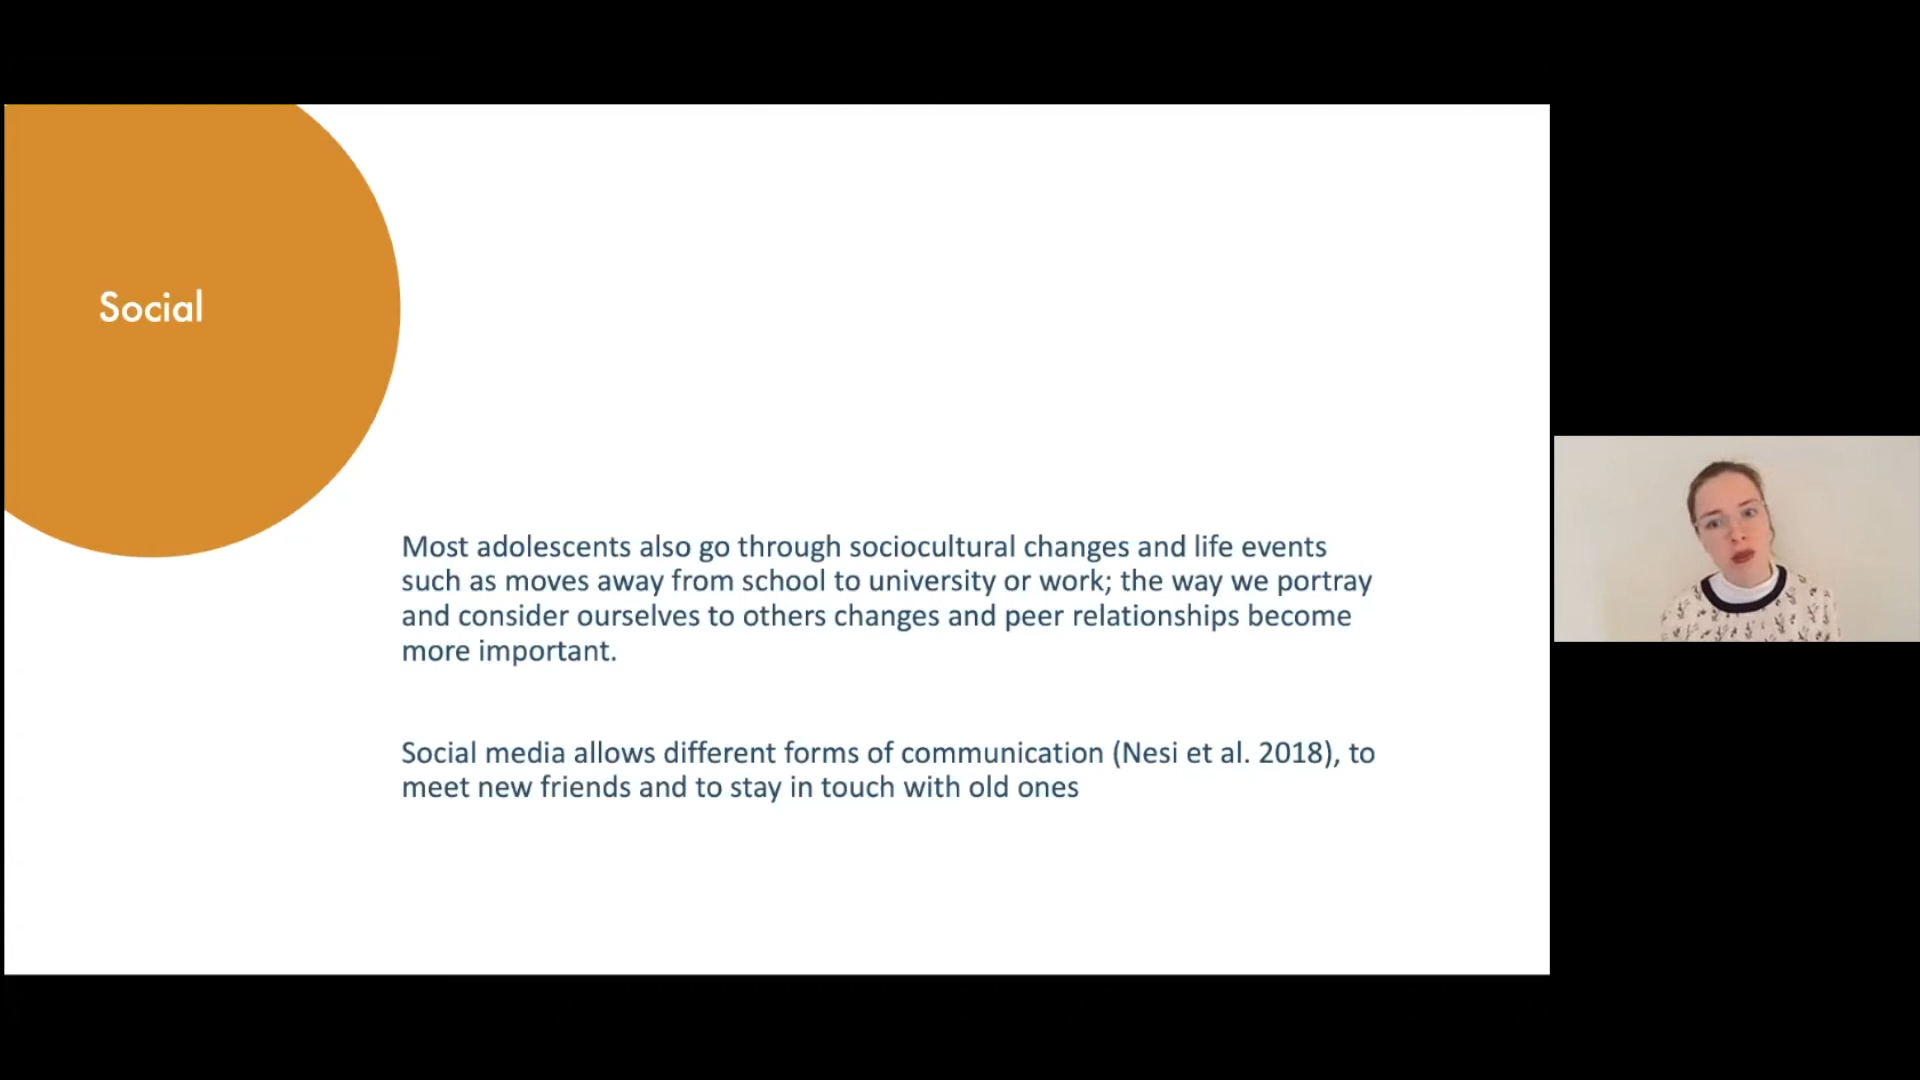 Social
Most adolescents also go through sociocultural changes and life events
such as moves away from school to university or work; the way we portray
and consider ourselves to others changes and peer relationships become
more important.
Social media allows different forms of communication (Nesi et al. 2018), to
meet new friends and to stay in touch with old ones